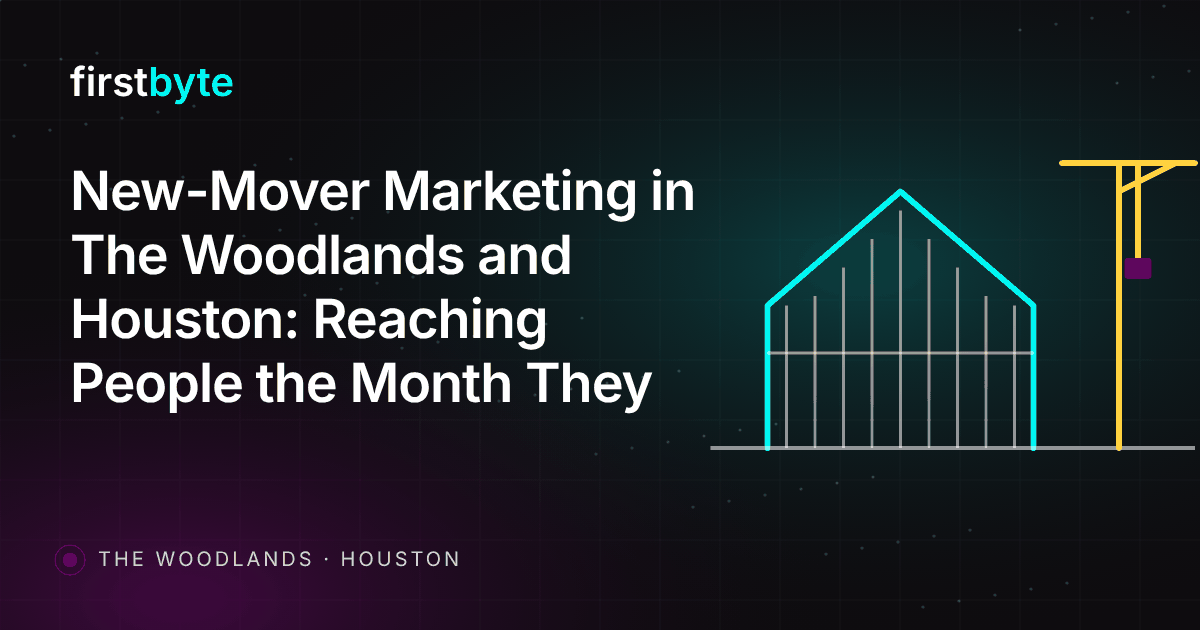 firstbyte
New-Mover Marketing in
The Woodlands and
Houston: Reaching
People the Month They
THE WOODLANDS · HOUSTON